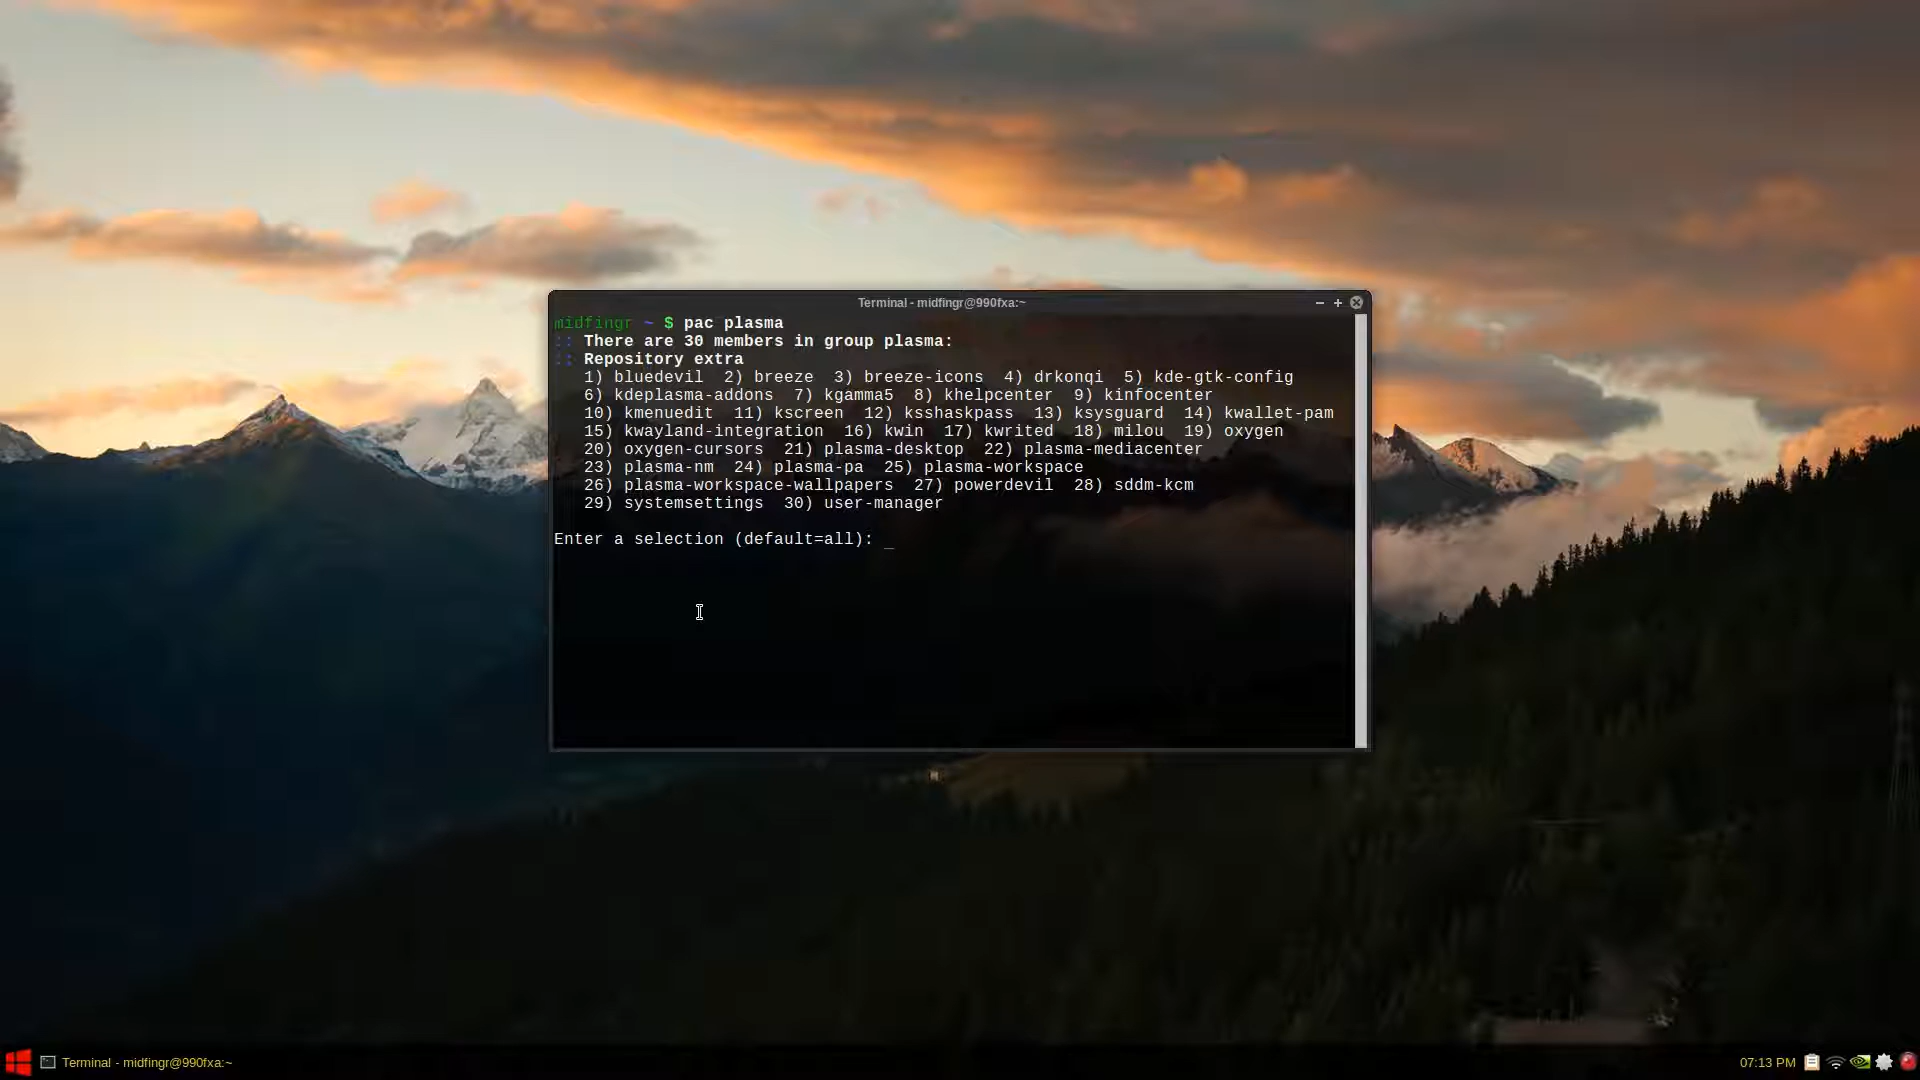 Terminal - midfingr@990fxa:~
midfingr ~ $ pac plasma
:: There are 30 members in group plasma:
:: Repository extra
1) bluedevil 2) breeze 3) breeze-icons 4) drkonqi 5) kde-gtk-config
6) kdeplasma-addons 7) kgamma5 8) khelpcenter 9) kinfocenter
10) kmenuedit 11) kscreen 12) ksshaskpass 13) ksysguard 14) kwallet-pam
15) kwayland-integration 16) kwin 17) kwrited 18) milou 19) oxygen
20) oxygen-cursors 21) plasma-desktop 22) plasma-mediacenter
23) plasma-nm 24) plasma-pa 25) plasma-workspace
26) plasma-workspace-wallpapers 27) powerdevil 28) sddm-kcm
29) systemsettings 30) user-manager
Enter a selection (default=all): _
Terminal - midfingr@990fxa:~
07:13 PM